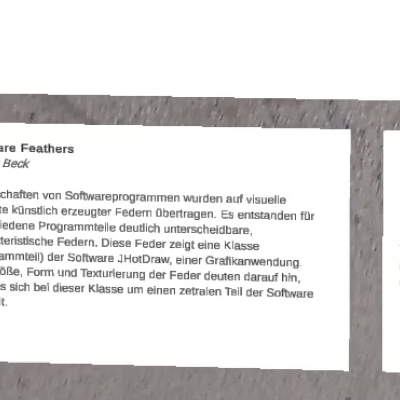 are Feathers
Beck
chaften von Softwareprogrammen wurden auf visuelle
te künstlich erzeugter Federn übertragen. Es entstanden für
iedene Programmteile deutlich unterscheidbare,
teristische Federn. Diese Feder zeigt eine Klasse
ammteil) der Software JHotDraw, einer Grafikanwendung.
öße, Form und Texturierung der Feder deuten darauf hin,
s sich bei dieser Klasse um einen zetralen Teil der Software
t.